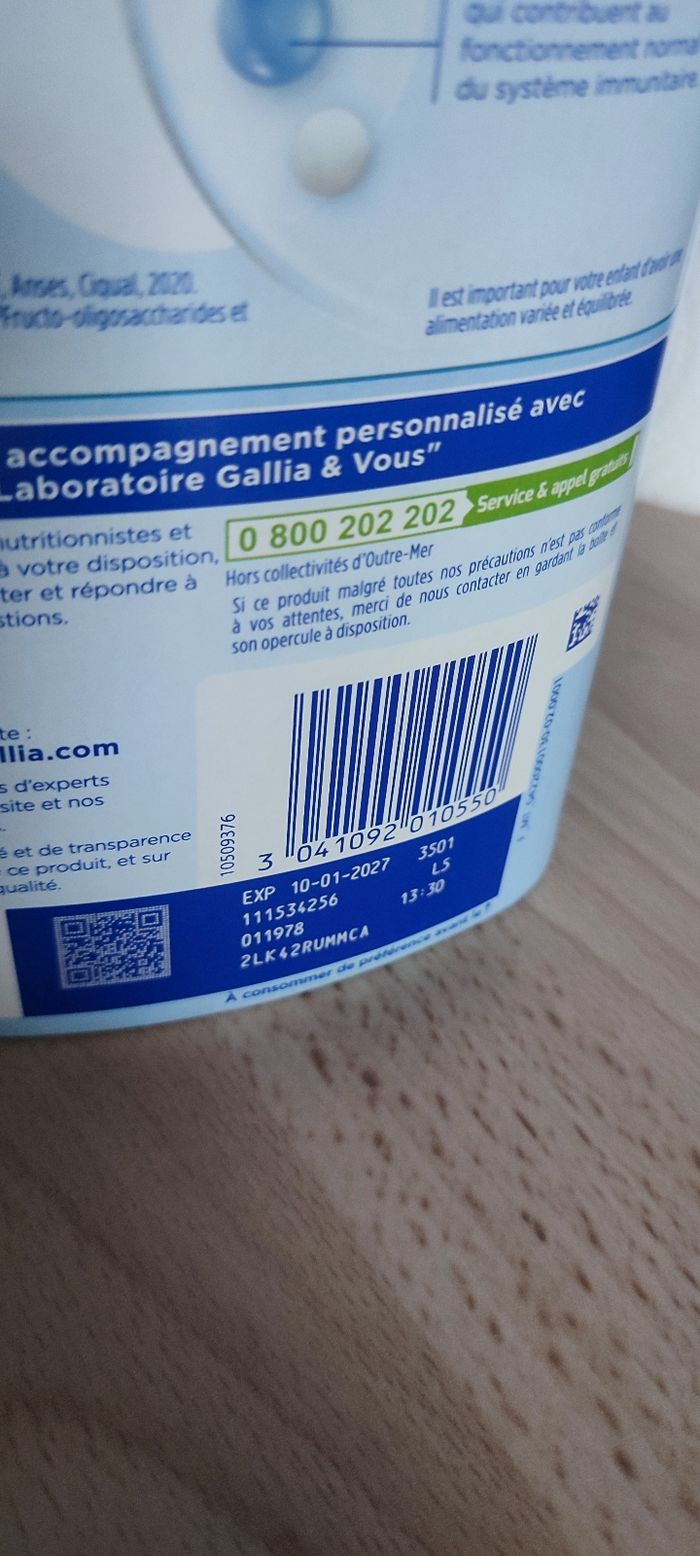 qui contribuent au
fonctionnement norma
du système immunitaire
, Anses, Ciqual, 2020.
Fructo-oligosaccharides et
Il est important pour votre enfant d'avoir une
alimentation variée et équilibrée.
accompagnement personnalisé avec
Laboratoire Gallia & Vous"
nutritionnistes et
à votre disposition,
ter et répondre à
stions.
0 800 202 202 Service & appel gratuits
Hors collectivités d'Outre-Mer
Si ce produit malgré toutes nos précautions n'est pas conforme
à vos attentes, merci de nous contacter en gardant la boîte et
son opercule à disposition.
te :
llia.com
s d'experts
site et nos
é et de transparence
ce produit, et sur
qualité.
10509376
3 041092 010550
EXP 10-01-2027 3501
111534256 L5
011978 13:30
2LK42RUMMCA
À consommer de préférence avant le :